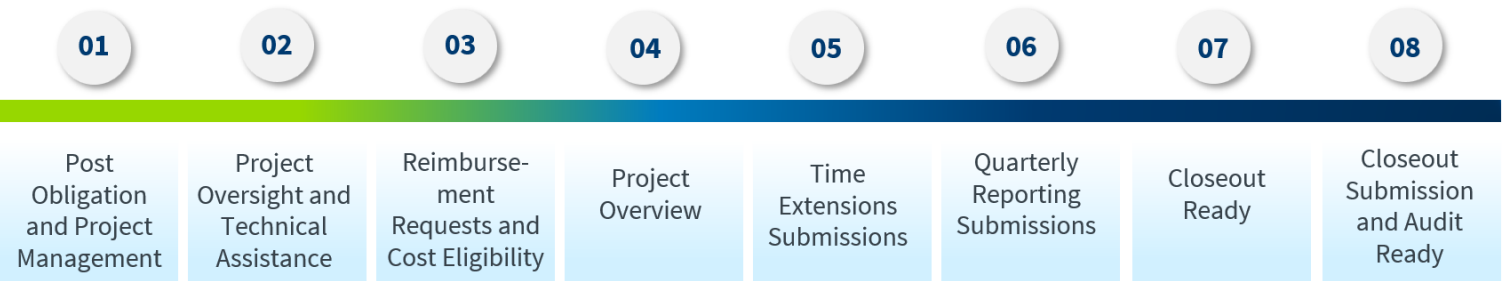 01
02
03
04
05
06
07
08
Post
Obligation
and Project
Management
Project
Oversight and
Technical
Assistance
Reimburse-
ment
Requests and
Cost Eligibility
Project
Overview
Time
Extensions
Submissions
Quarterly
Reporting
Submissions
Closeout
Ready
Closeout
Submission
and Audit
Ready